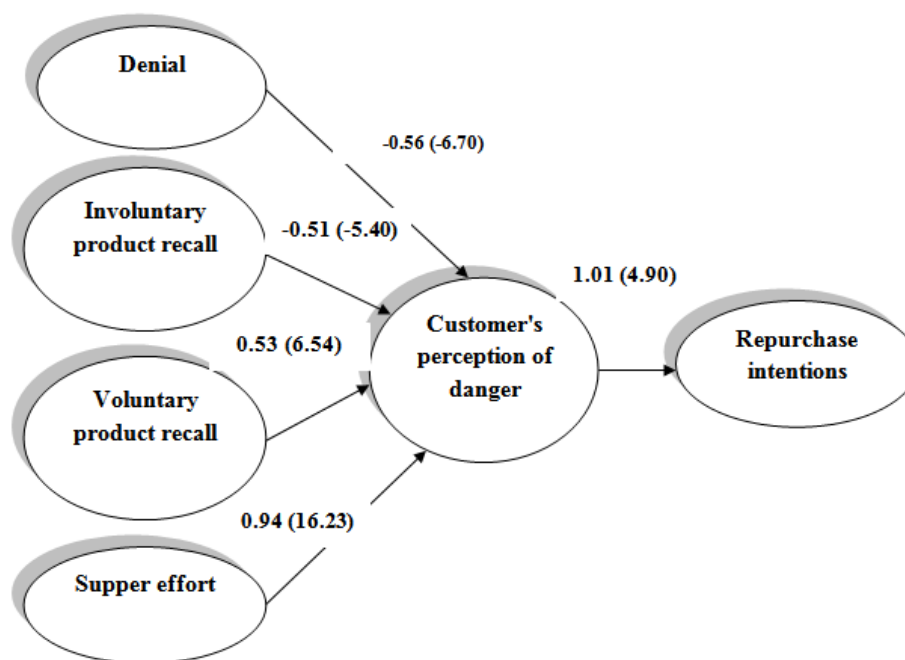 Denial
-0.56 (-6.70)
Involuntary
product recall
-0.51 (-5.40)
1.01 (4.90)
Customer's
perception of
danger
Repurchase
intentions
0.53 (6.54)
Voluntary
product recall
0.94 (16.23)
Supper effort